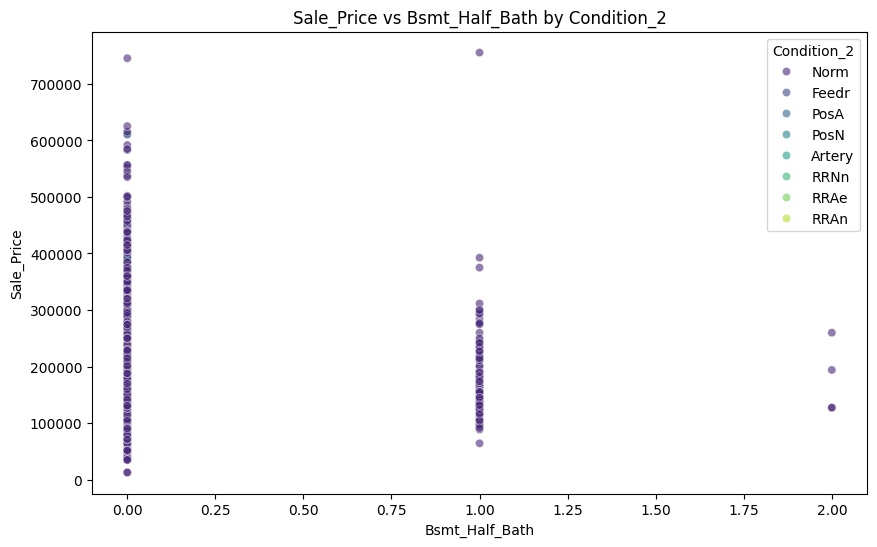 Sale_Price vs Bsmt_Half_Bath by Condition_2
Condition_2
Norm
Feedr
PosA
PosN
Artery
RRNn
RRAe
RRAn
Sale_Price
700000
600000
500000
400000
300000
200000
100000
0
0.00 0.25 0.50 0.75 1.00 1.25 1.50 1.75 2.00
Bsmt_Half_Bath